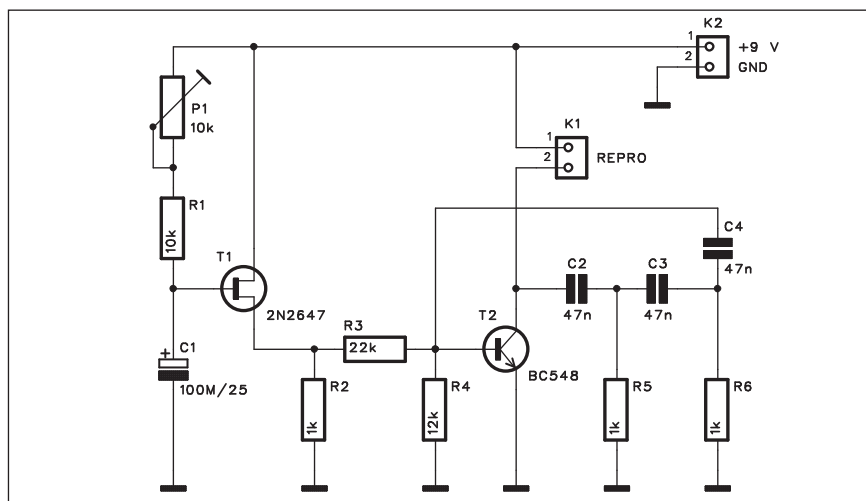 K2
1
+9 V
2
GND
P1
10k
K1
1
2
REPRO
R1
10k
C4
47n
T1
2N2647
C2
47n
C3
47n
T2
BC548
R3
22k
C1
+
100M/25
R2
1k
R4
12k
R5
1k
R6
1k